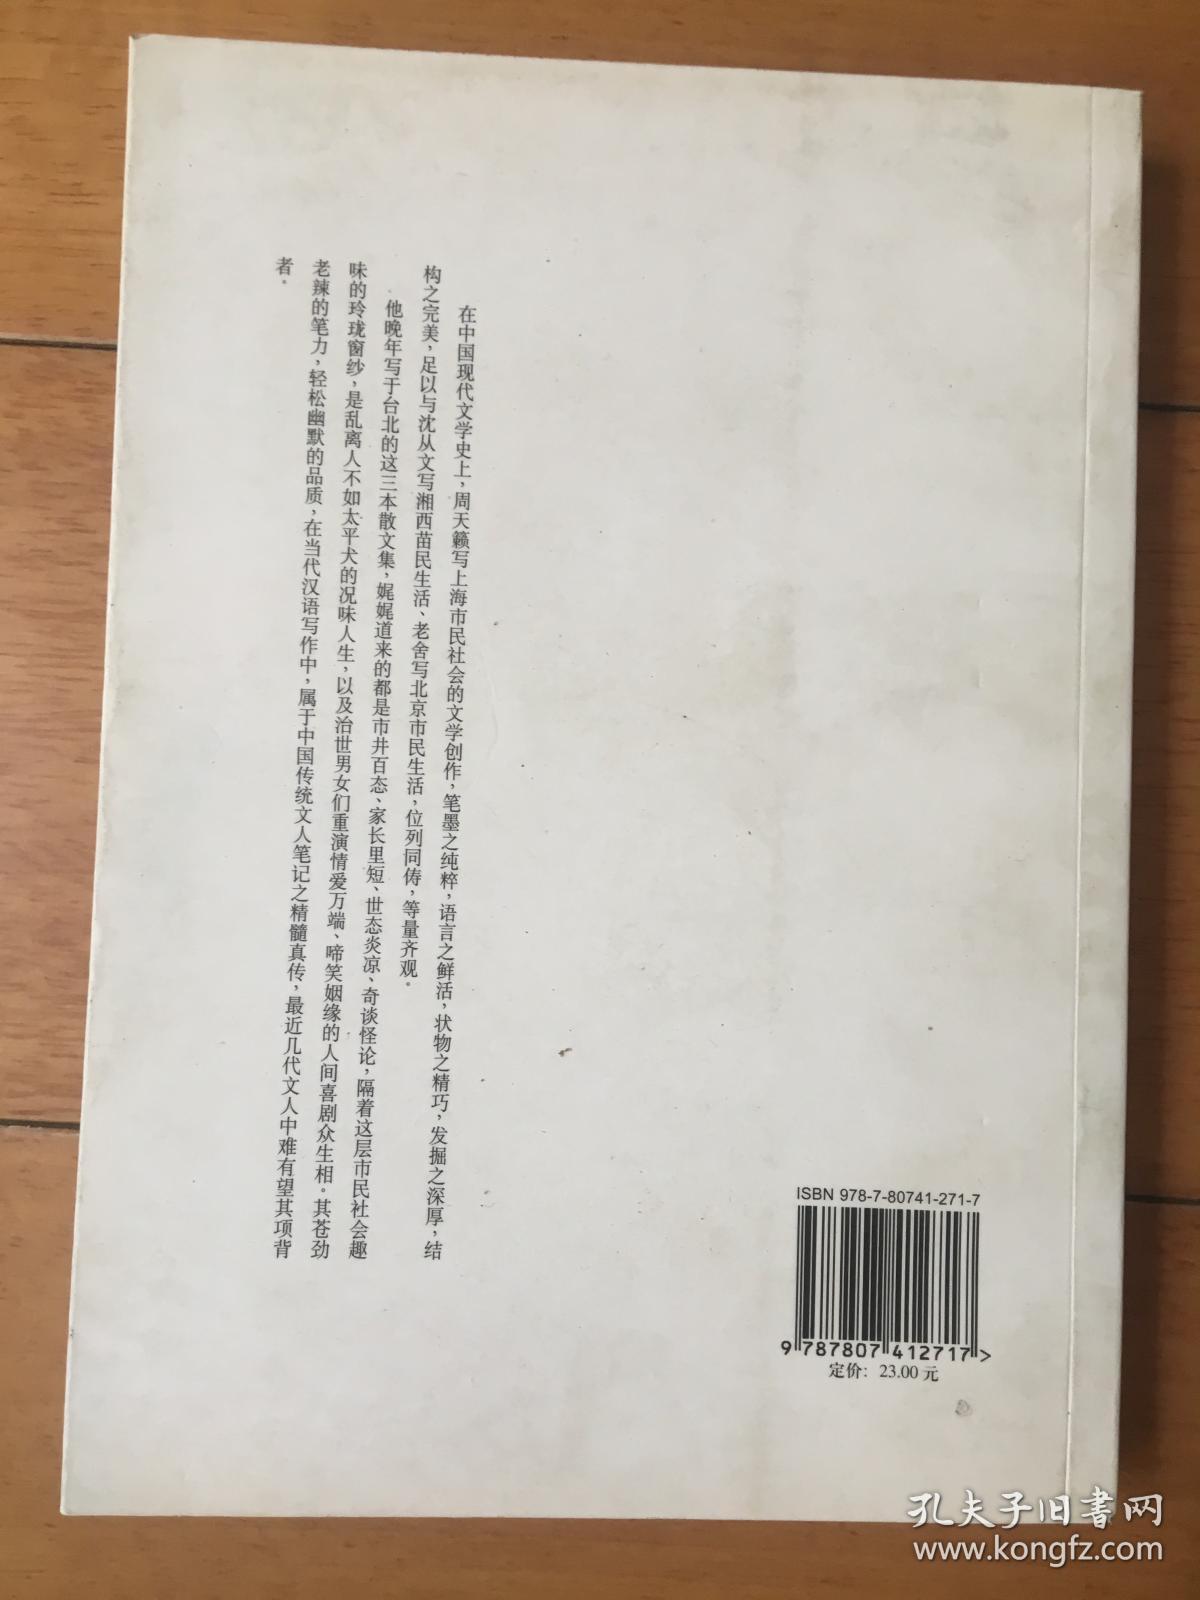 在中国现代文学史上，周天籁写上海市民社会的文学创作，笔墨之纯粹，语言之鲜活，状物之精巧，发掘之深厚，结
构之完美，足以与沈从文写湘西苗民生活、老舍写北京市民生活，位列同俦，等量齐观。
他晚年写于台北的这三本散文集，娓娓道来的都是市井百态、家长里短、世态炎凉、奇谈怪论，隔着这层市民社会趣
味的玲珑窗纱，是乱离人不如太平犬的况味人生，以及治世男女们重演情爱万端、啼笑姻缘的人间喜剧众生相。其苍劲
老辣的笔力，轻松幽默的品质，在当代汉语写作中，属于中国传统文人笔记之精髓真传，最近几代文人中难有望其项背
者。
ISBN 978-7-80741-271-7
9 787807 412717 >
定价：23.00 元
孔夫子旧書网
www.kongfz.com